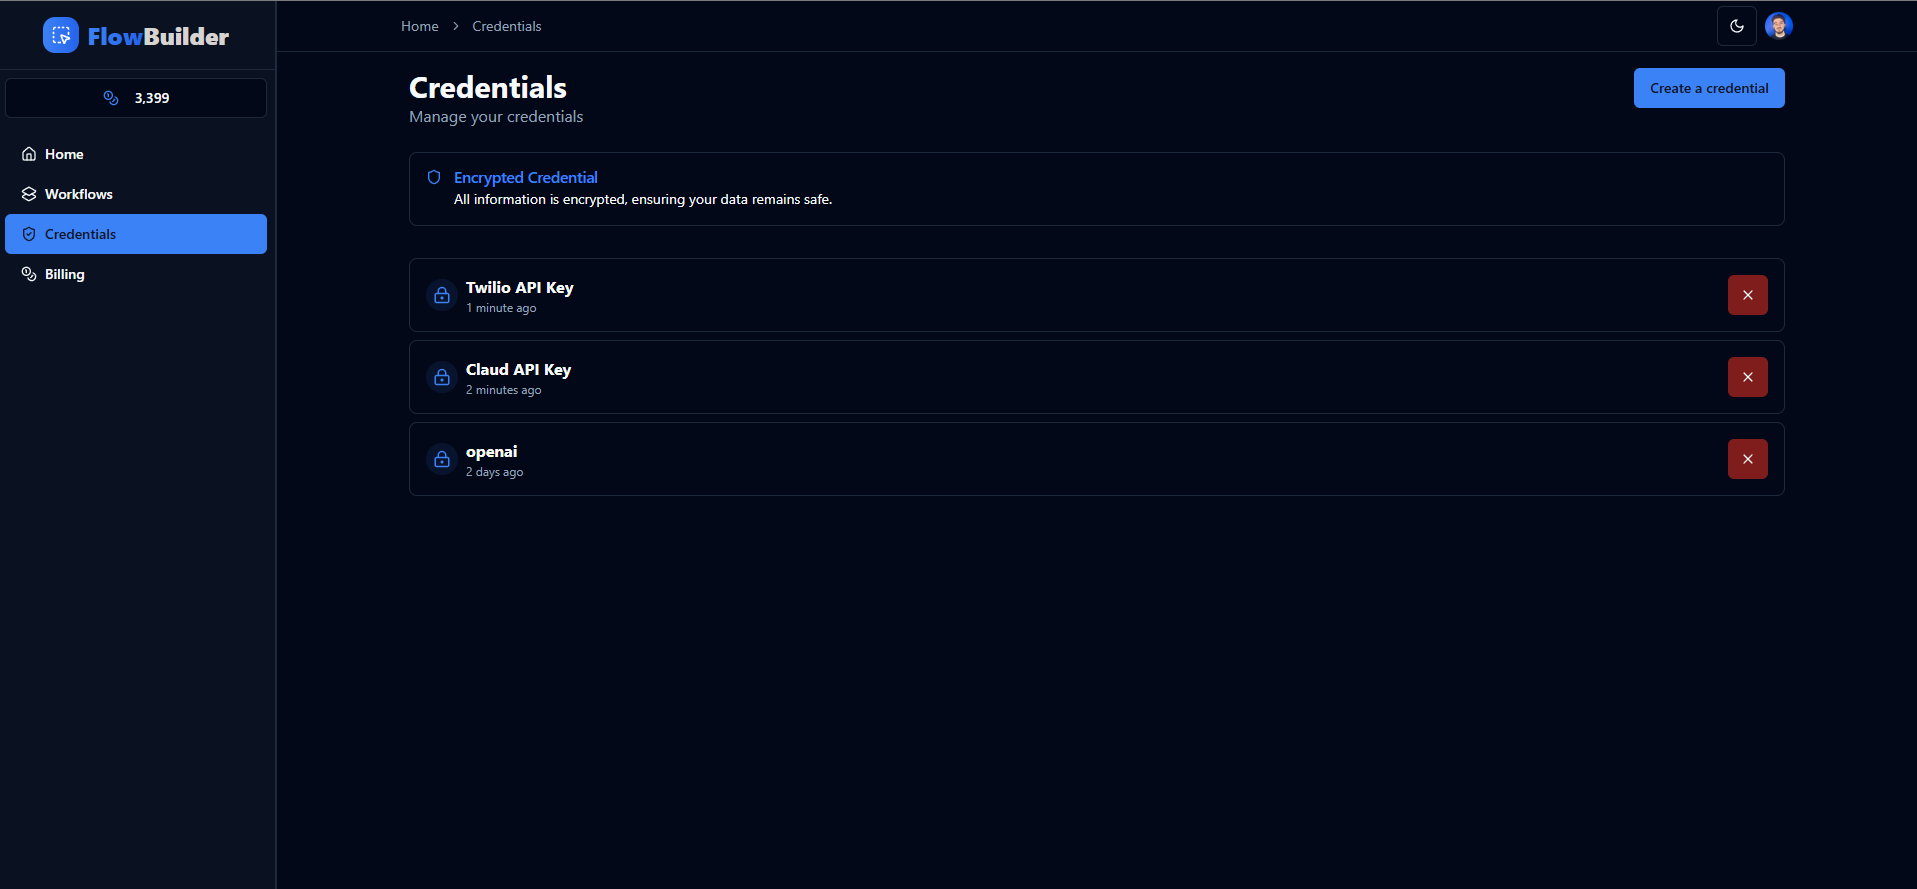 FlowBuilder
3,399
Home
Workflows
Credentials
Billing
Home > Credentials
Credentials
Manage your credentials
Create a credential
Encrypted Credential
All information is encrypted, ensuring your data remains safe.
Twilio API Key
1 minute ago
Claud API Key
2 minutes ago
openai
2 days ago